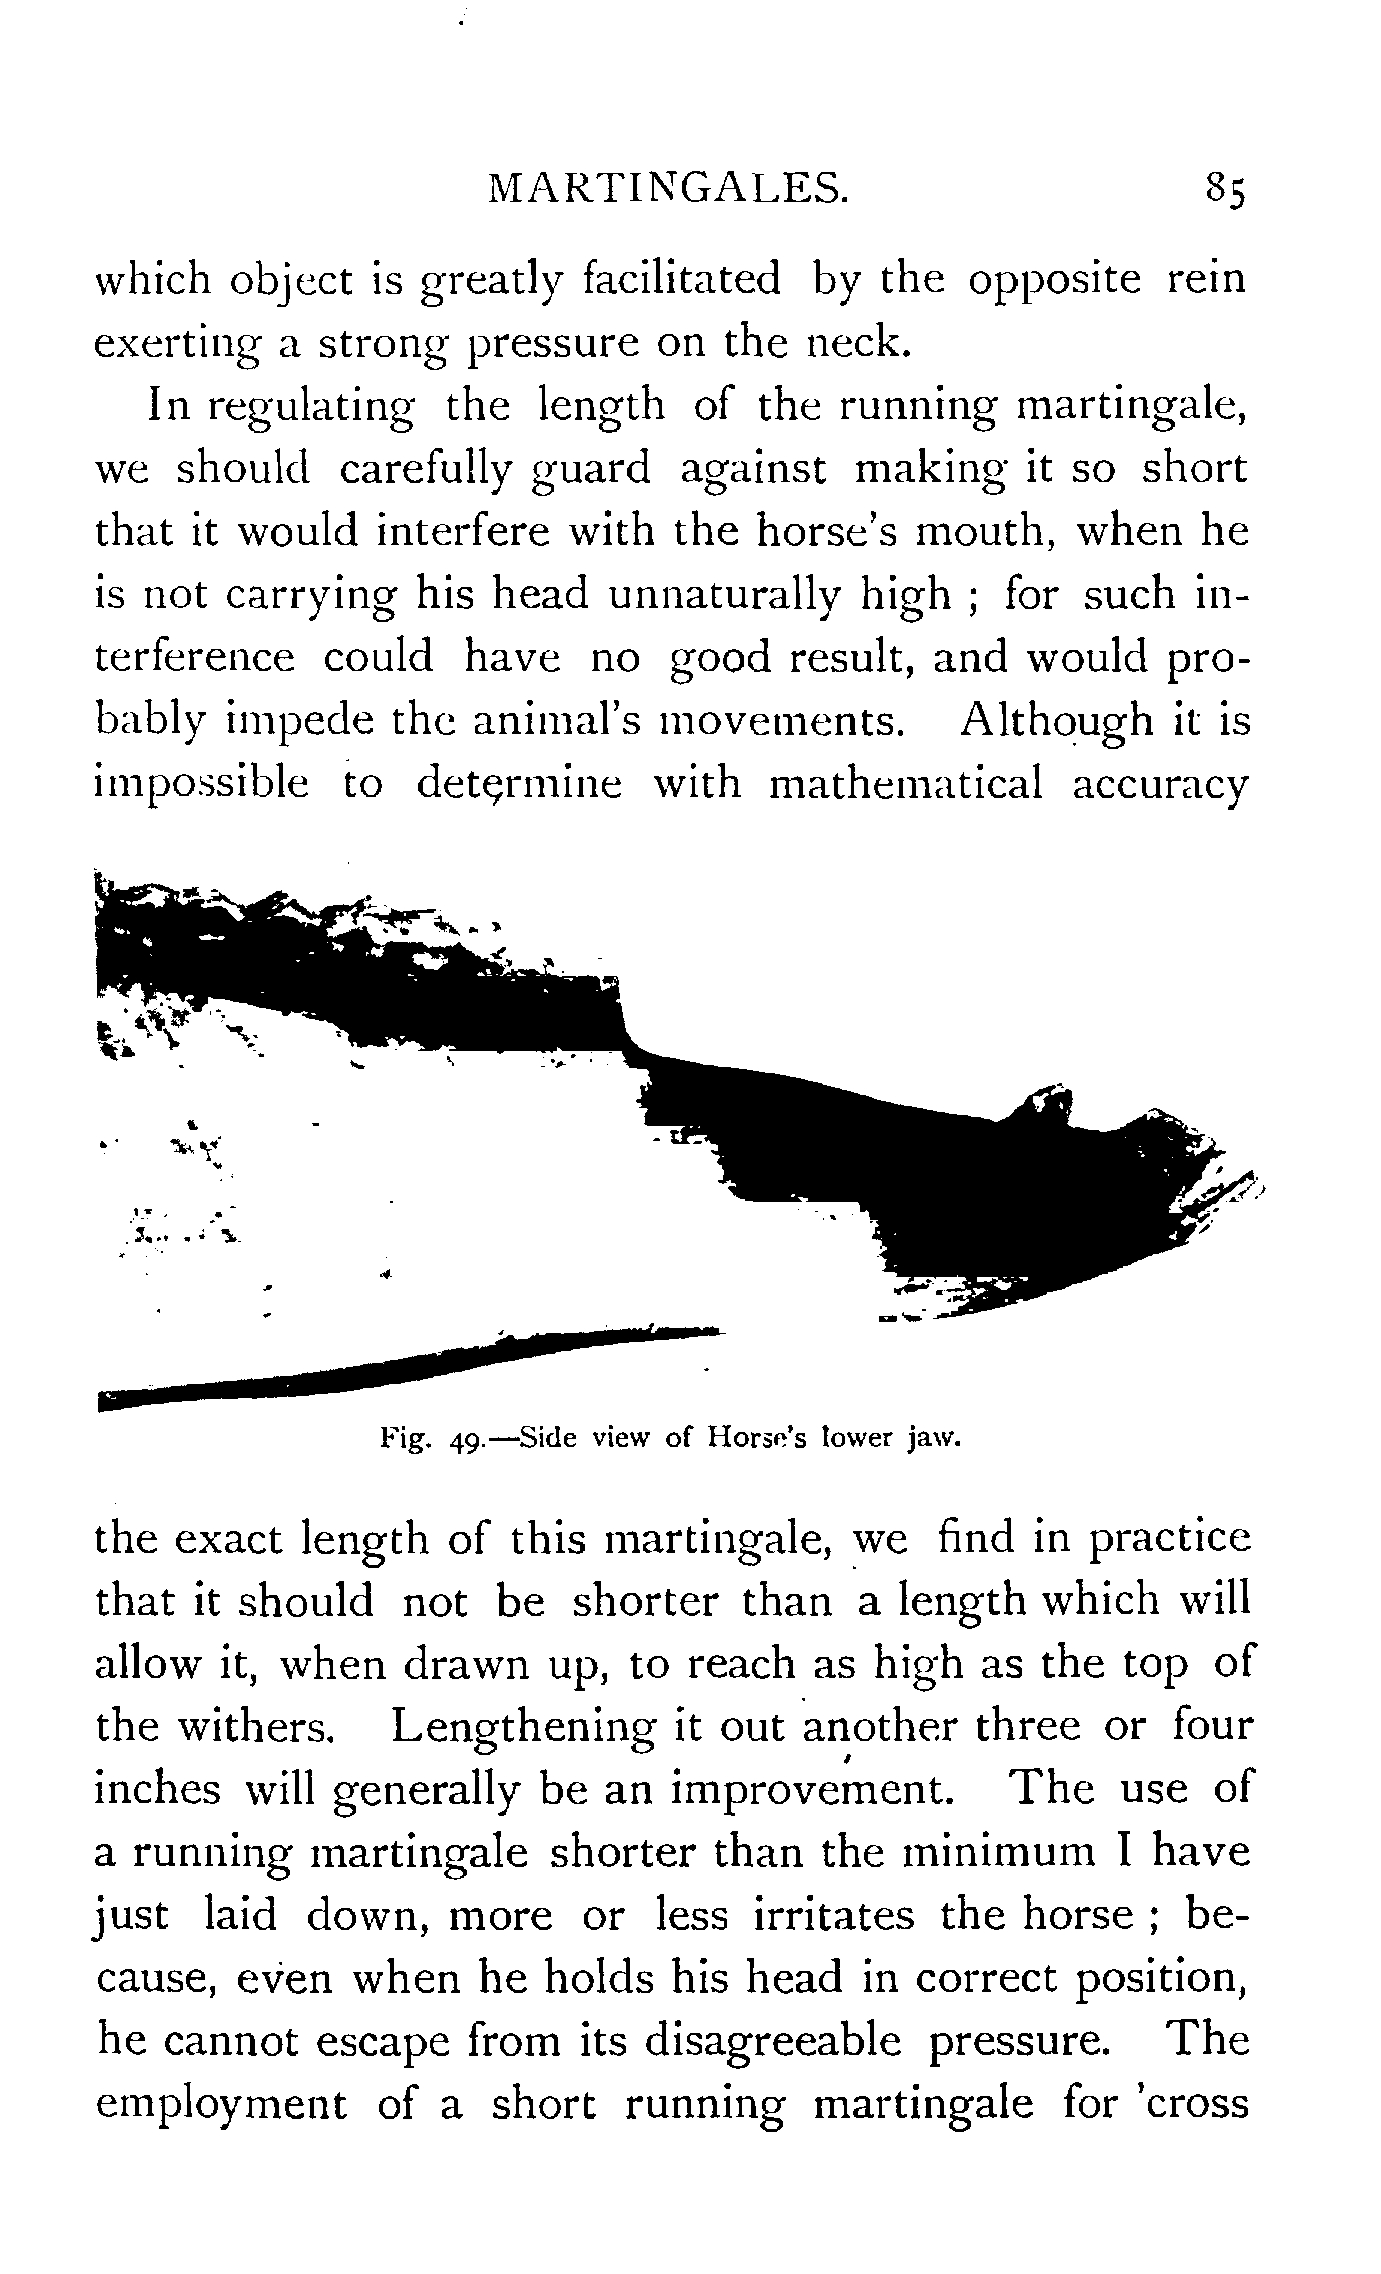 MARTINGALES. 85
which object is greatly facilitated by the opposite rein
exerting a strong pressure on the neck.
In regulating the length of the running martingale,
we should carefully guard against making it so short
that it would interfere with the horse's mouth, when he
is not carrying his head unnaturally high ; for such in-
terference could have no good result, and would pro-
bably impede the animal's movements. Although it is
impossible to determine with mathematical accuracy
Fig. 49.—Side view of Horse's lower jaw.
the exact length of this martingale, we find in practice
that it should not be shorter than a length which will
allow it, when drawn up, to reach as high as the top of
the withers. Lengthening it out another three or four
inches will generally be an improvement. The use of
a running martingale shorter than the minimum I have
just laid down, more or less irritates the horse ; be-
cause, even when he holds his head in correct position,
he cannot escape from its disagreeable pressure. The
employment of a short running martingale for 'cross